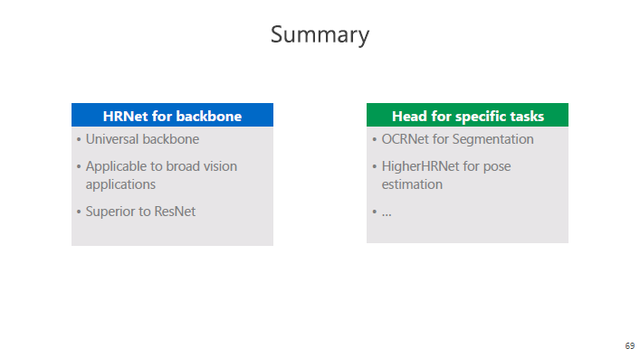 Summary
HRNet for backbone
• Universal backbone
• Applicable to broad vision
applications
• Superior to ResNet
Head for specific tasks
• OCRNet for Segmentation
• HigherHRNet for pose
estimation
• ...
69